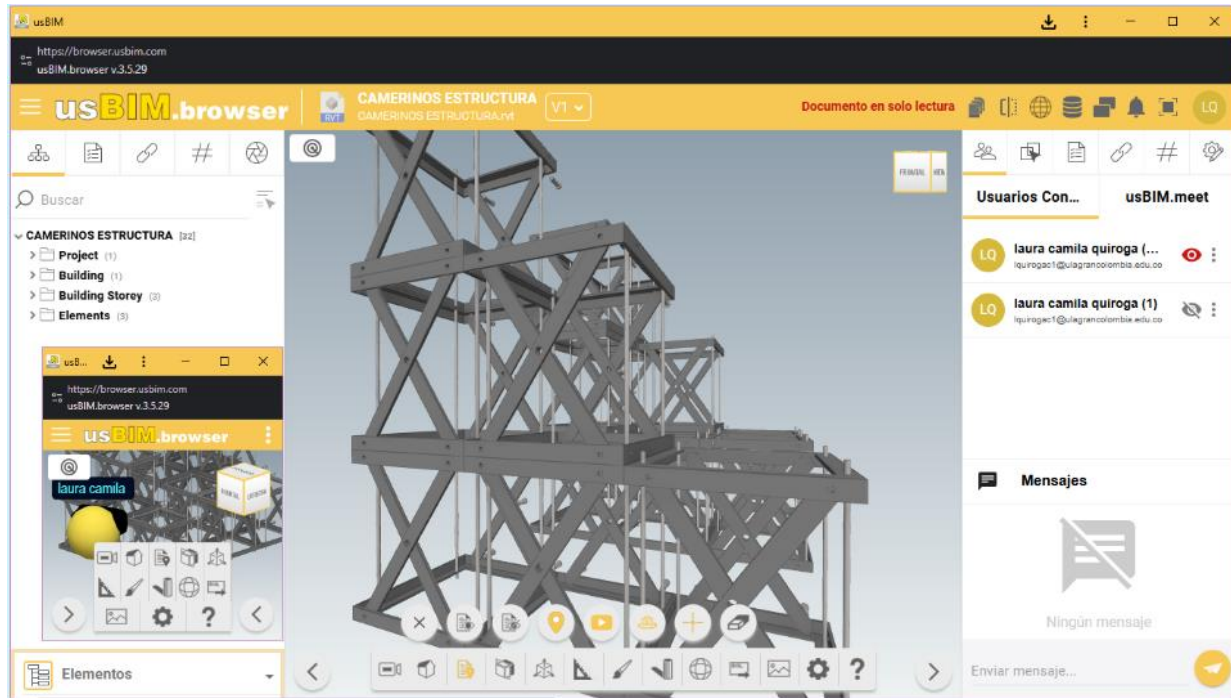 usBIM
https://browser.usbim.com
usBIM.browser v.3.5.29
usBIM.browser
RVT
CAMERINOS ESTRUCTURA
CAMERINOS ESTRUCTURA.rvt
V1
Documento en solo lectura
LQ
Buscar
CAMERINOS ESTRUCTURA [22]
Project (1)
Building (1)
Building Storey (3)
Elements (3)
usB...
https://browser.usbim.com
usBIM.browser v.3.5.29
usBIM.browser
laura camila
FRONTAL
Elementos
FRONTAL
Usuarios Con...
usBIM.meet
LQ
laura camila quiroga (...
lquirogac1@ulagrancolombia.edu.co
LQ
laura camila quiroga (1)
lquirogac1@ulagrancolombia.edu.co
Mensajes
Ningún mensaje
Enviar mensaje...